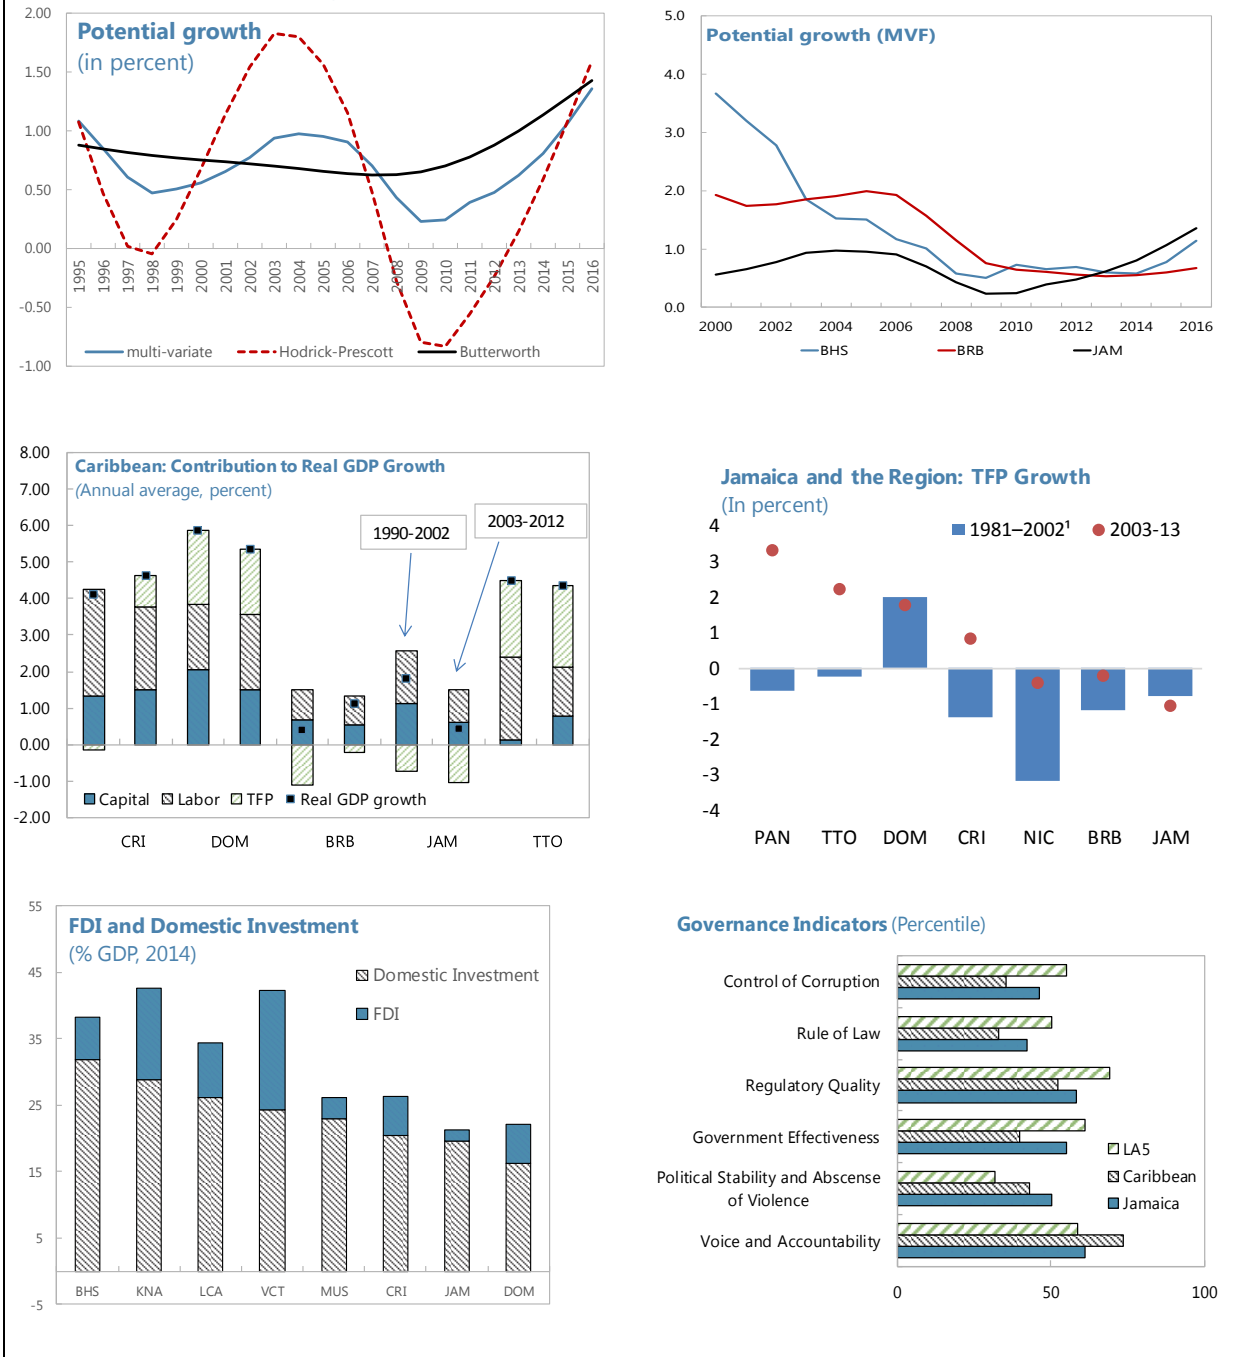 Potential growth
(in percent)
2.00
1.50
1.00
0.50
0.00
-0.50
-1.00
1995
1996
1997
1998
1999
2000
2001
2002
2003
2004
2005
2006
2007
2008
2009
2010
2011
2012
2013
2014
2015
2016
multi-variate
Hodrick-Prescott
Butterworth
Potential growth (MVF)
5.0
4.0
3.0
2.0
1.0
0.0
2000 2002 2004 2006 2008 2010 2012 2014 2016
BHS BRB JAM
Caribbean: Contribution to Real GDP Growth
(Annual average, percent)
8.00
7.00
6.00
5.00
4.00
3.00
2.00
1.00
0.00
-1.00
-2.00
1990-2002
2003-2012
Capital Labor TFP Real GDP growth
CRI DOM BRB JAM TTO
Jamaica and the Region: TFP Growth
(In percent)
1981–2002¹ 2003-13
4
3
2
1
0
-1
-2
-3
-4
PAN TTO DOM CRI NIC BRB JAM
FDI and Domestic Investment
(% GDP, 2014)
Domestic Investment
FDI
55
45
35
25
15
5
-5
BHS KNA LCA VCT MUS CRI JAM DOM
Governance Indicators (Percentile)
Control of Corruption
Rule of Law
Regulatory Quality
Government Effectiveness
Political Stability and Abscense
of Violence
Voice and Accountability
LA5
Caribbean
Jamaica
0 50 100